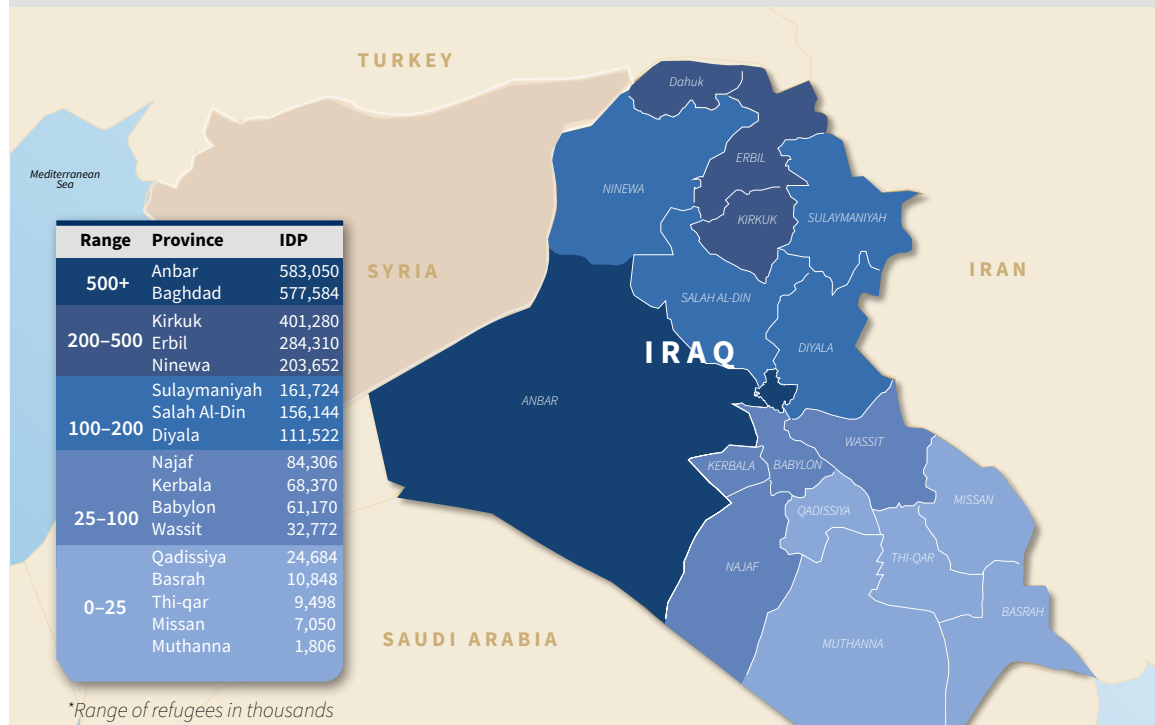 TURKEY
Dahuk
Mediterranean
Sea
ERBIL
NINEWA
KIRKUK
SULAYMANIYAH
SYRIA
IRAN
SALAH AL-DIN
IRAQ
DIYALA
ANBAR
WASSIT
KERBALA
BABYLON
MISSAN
QADISSIYA
THI-QAR
NAJAF
BASRAH
SAUDI ARABIA
MUTHANNA
Range Province IDP
500+
Anbar 583,050
Baghdad 577,584
200–500
Kirkuk 401,280
Erbil 284,310
Ninewa 203,652
100–200
Sulaymaniyah 161,724
Salah Al-Din 156,144
Diyala 111,522
25–100
Najaf 84,306
Kerbala 68,370
Babylon 61,170
Wassit 32,772
0–25
Qadissiya 24,684
Basrah 10,848
Thi-qar 9,498
Missan 7,050
Muthanna 1,806
*Range of refugees in thousands